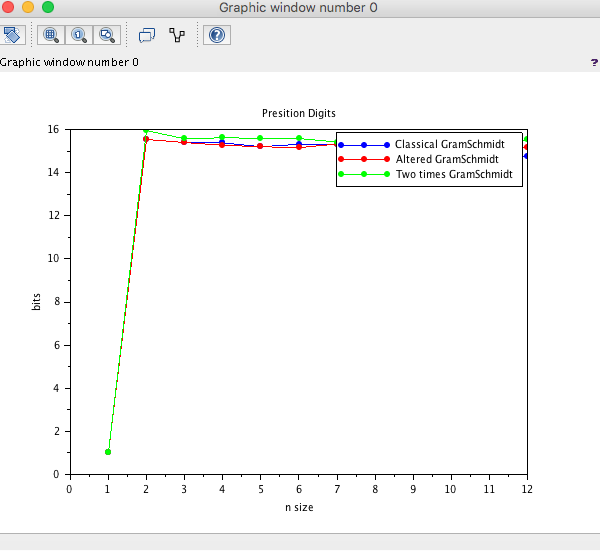 Graphic window number 0
Graphic window number 0
?
Presition Digits
Classical GramSchmidt
Altered GramSchmidt
Two times GramSchmidt
bits
16
14
12
10
8
6
4
2
0
0 1 2 3 4 5 6 7 8 9 10 11 12
n size